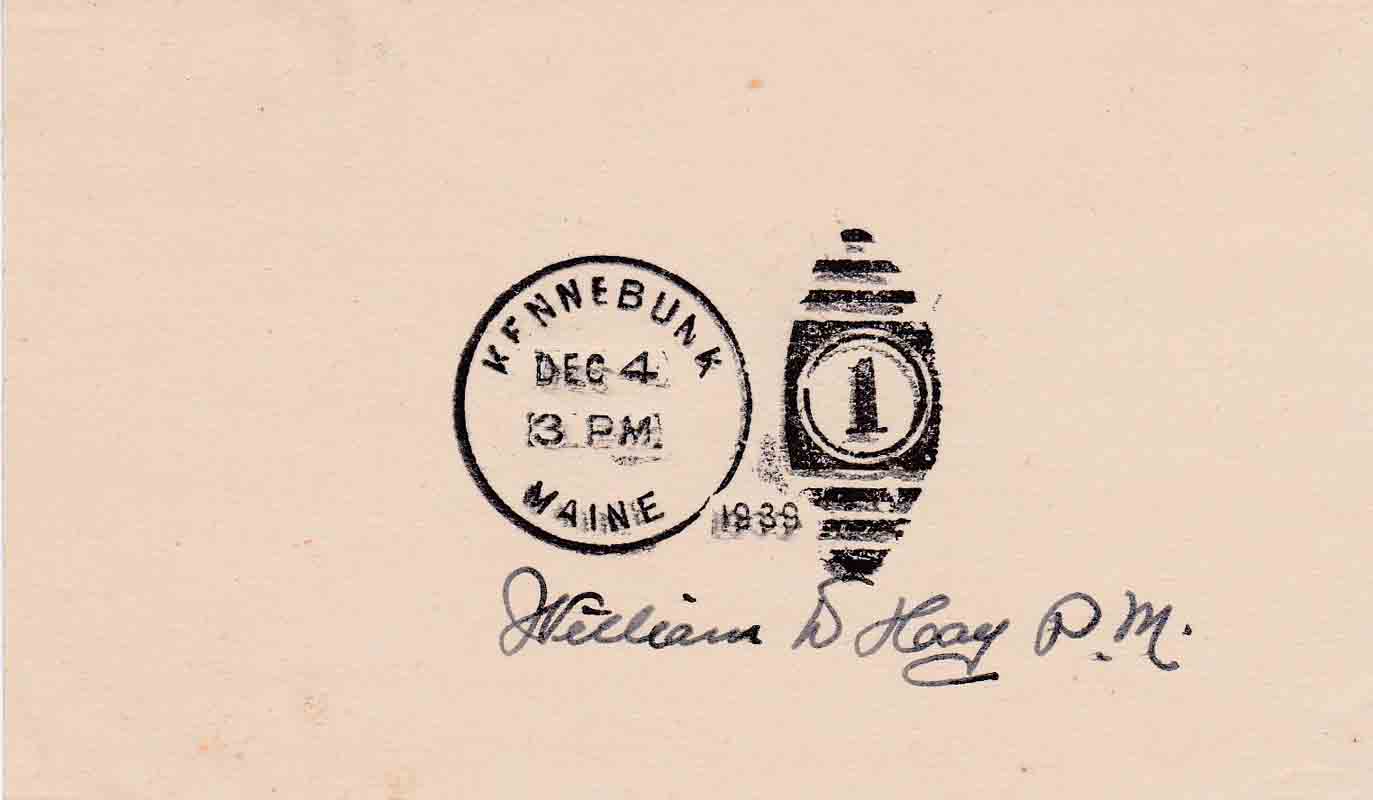 KENNEBUNK
DEC 4
3 PM
MAINE
1939
1
William D Hay P.M.